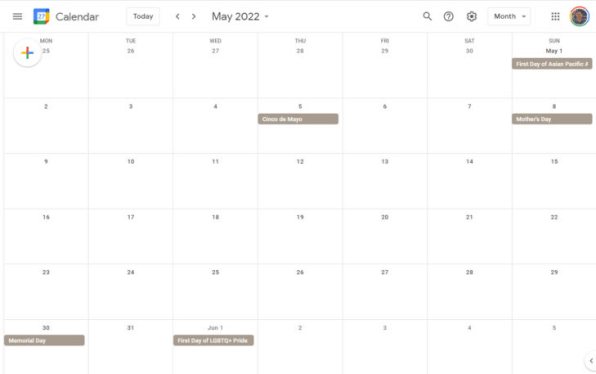 Calendar Today May 2022 Month
MON TUE WED THU FRI SAT SUN
25 26 27 28 29 30 May 1
First Day of Asian Pacific A
2 3 4 5 6 7 8
Cinco de Mayo Mother's Day
9 10 11 12 13 14 15
16 17 18 19 20 21 22
23 24 25 26 27 28 29
30 31 Jun 1 2 3 4 5
Memorial Day First Day of LGBTQ+ Pride